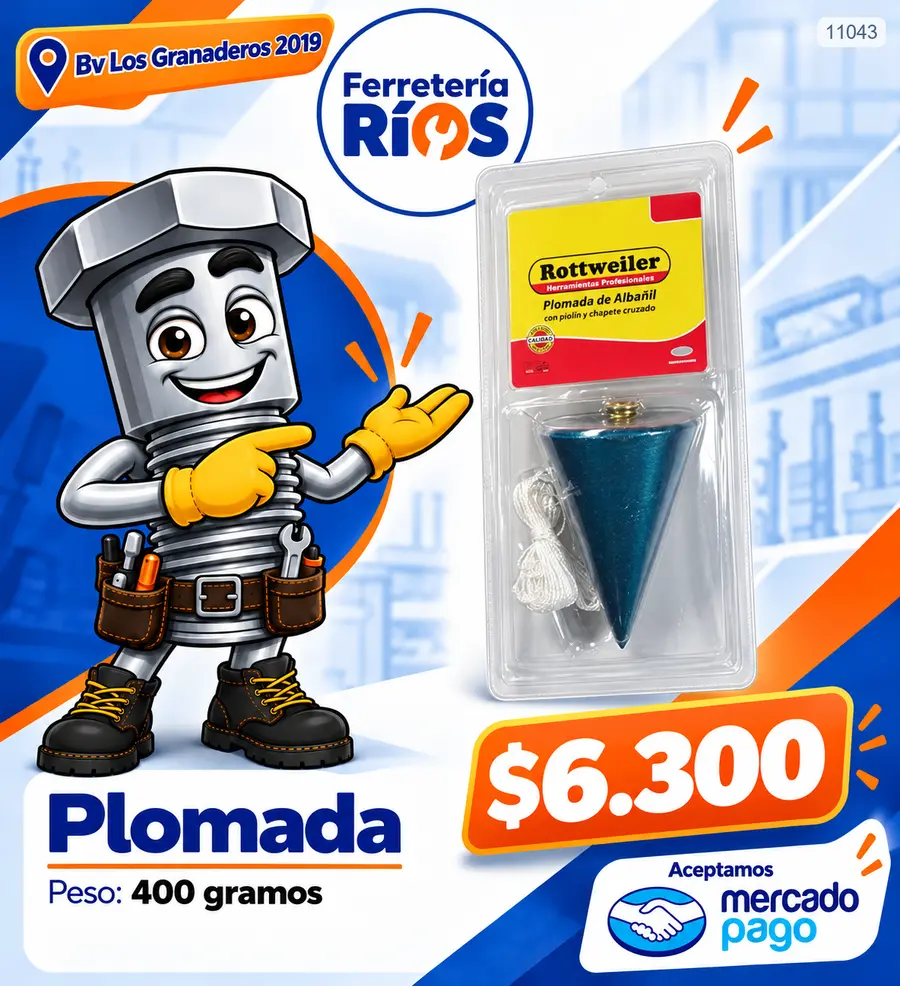 Bv Los Granaderos 2019
Ferretería
Ríos
11043
Rottweiler
Herramientas Profesionales
Plomada de Albañil
con piolín y chapete cruzado
CALIDAD
$6.300
Plomada
Peso: 400 gramos
Aceptamos
mercado
pago